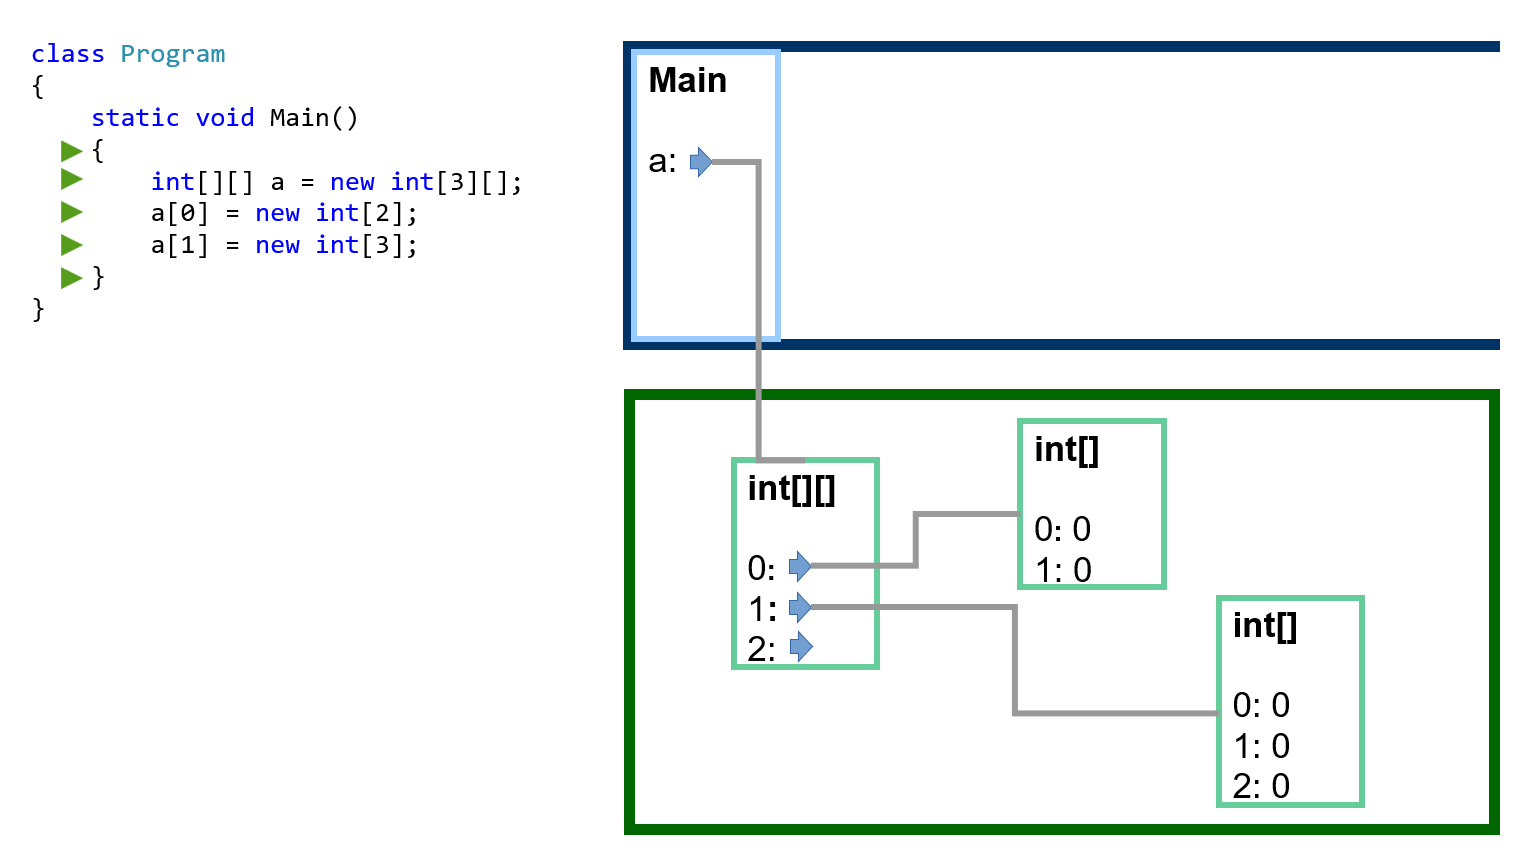 class Program
{
static void Main()
{
int[][] a = new int[3][];
a[0] = new int[2];
a[1] = new int[3];
}
}
Main
a:
int[][]
0:
1:
2:
int[]
0: 0
1: 0
int[]
0: 0
1: 0
2: 0